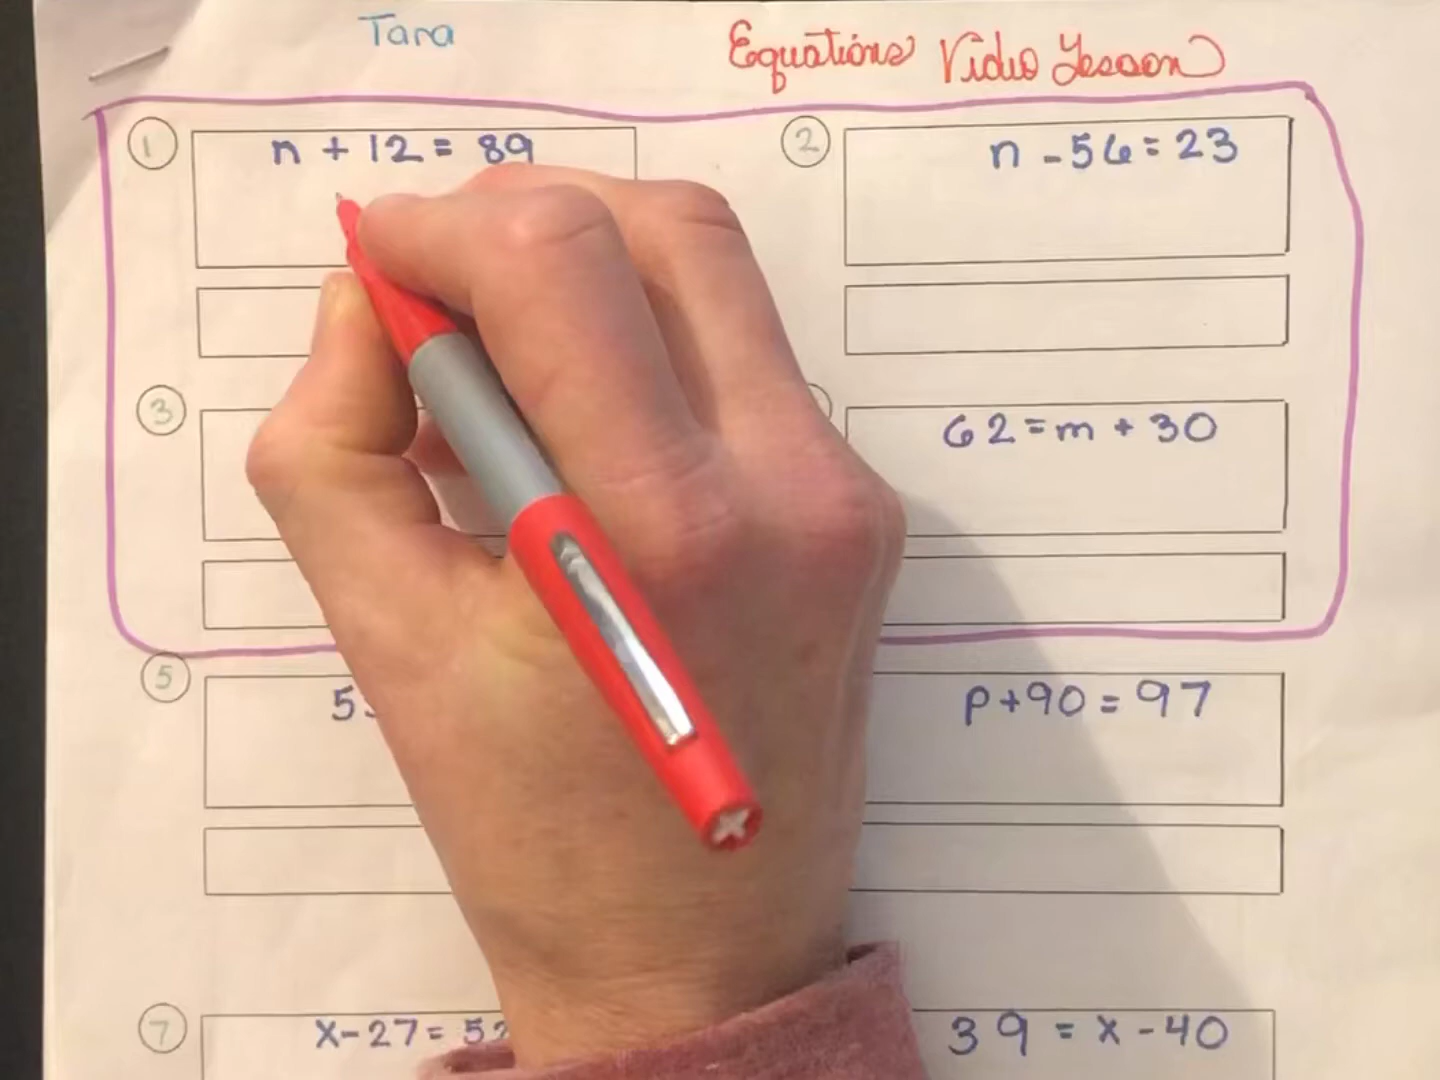 Tara
Equations Video Lesson
1
n + 12 = 89
2
n - 56 = 23
3
62 = m + 30
5
p + 90 = 97
7
x - 27 = 52
39 = x - 40